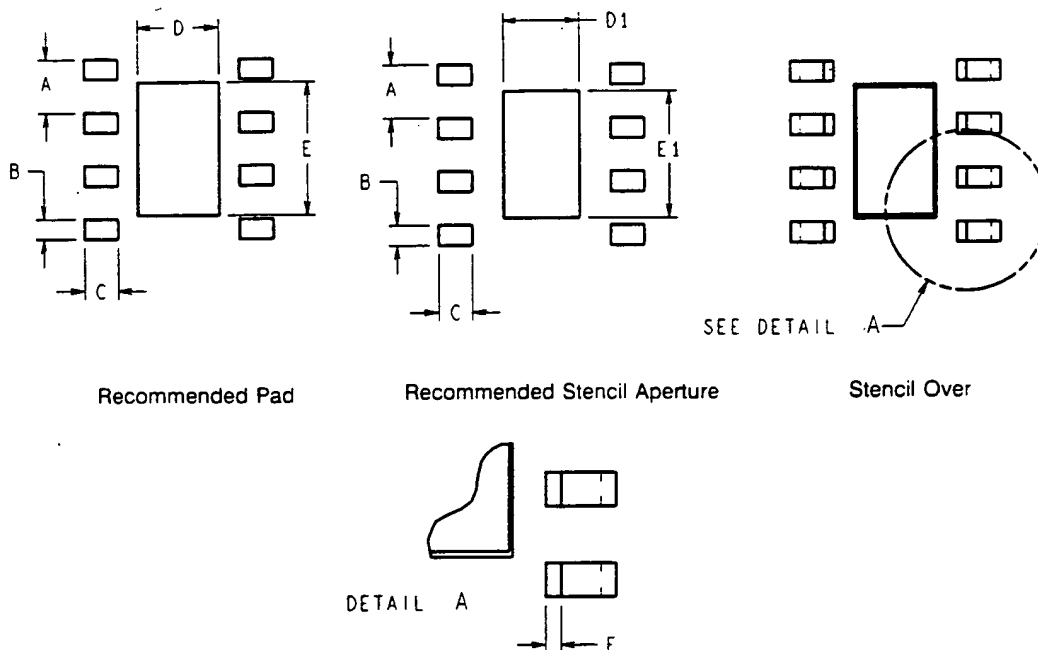 D
A
B
C
E
D1
A
B
C
E1
SEE DETAIL A
Recommended Pad
Recommended Stencil Aperture
Stencil Over
DETAIL A